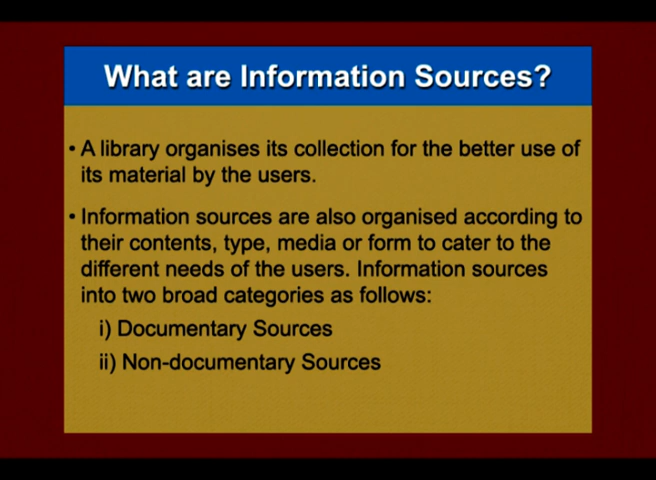 What are Information Sources?
• A library organises its collection for the better use of
its material by the users.
• Information sources are also organised according to
their contents, type, media or form to cater to the
different needs of the users. Information sources
into two broad categories as follows:
i) Documentary Sources
ii) Non-documentary Sources